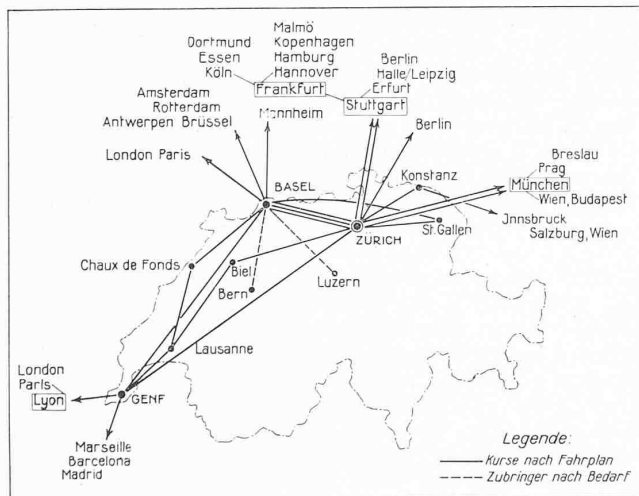 Malmö
Dortmund Kopenhagen
Essen Hamburg
Köln Hannover
Frankfurt
Berlin
Halle/Leipzig
Erfurt
Stuttgart
Amsterdam
Rotterdam
Antwerpen Brüssel
Mannheim
Berlin
London Paris
Konstanz
Breslau
Prag
München
Wien, Budapest
BASEL
Jnnsbruck
Salzburg, Wien
St. Gallen
ZÜRICH
Chaux de Fonds
Biel
Bern
Luzern
Lausanne
London
Paris
Lyon
GENF
Marseille
Barcelona
Madrid
Legende:
Kurse nach Fahrplan
Zubringer nach Bedarf